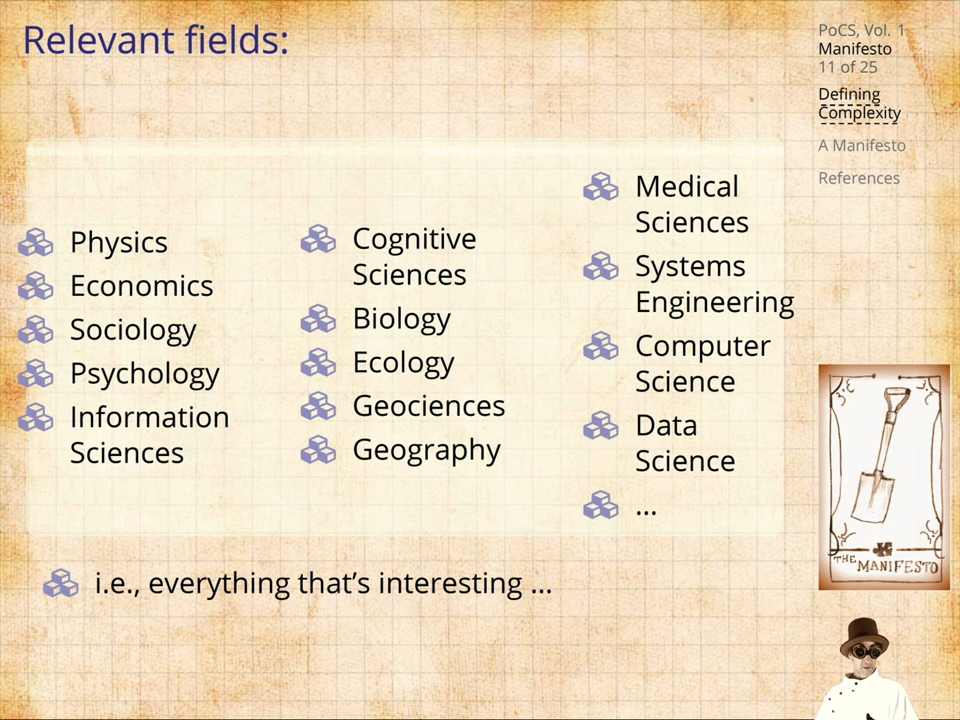 Relevant fields:
PoCS, Vol. 1
Manifesto
11 of 25
Defining
Complexity
A Manifesto
References
Physics
Economics
Sociology
Psychology
Information
Sciences
Cognitive
Sciences
Biology
Ecology
Geociences
Geography
Medical
Sciences
Systems
Engineering
Computer
Science
Data
Science
...
i.e., everything that’s interesting ...
THE MANIFESTO